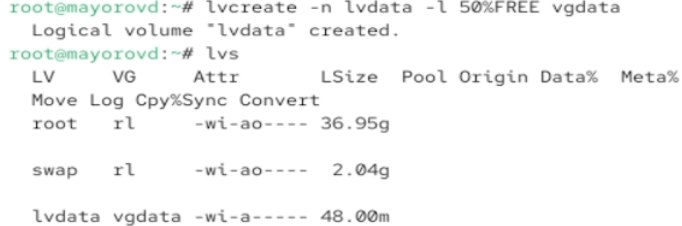 root@mayorovd:~# lvcreate -n lvdata -l 50%FREE vgdata
  Logical volume "lvdata" created.
root@mayorovd:~# lvs
  LV     VG     Attr       LSize  Pool Origin Data%  Meta%
  Move Log Cpy%Sync Convert
  root   rl     -wi-ao---- 36.95g
  swap   rl     -wi-ao----  2.04g
  lvdata vgdata -wi-a----- 48.00m